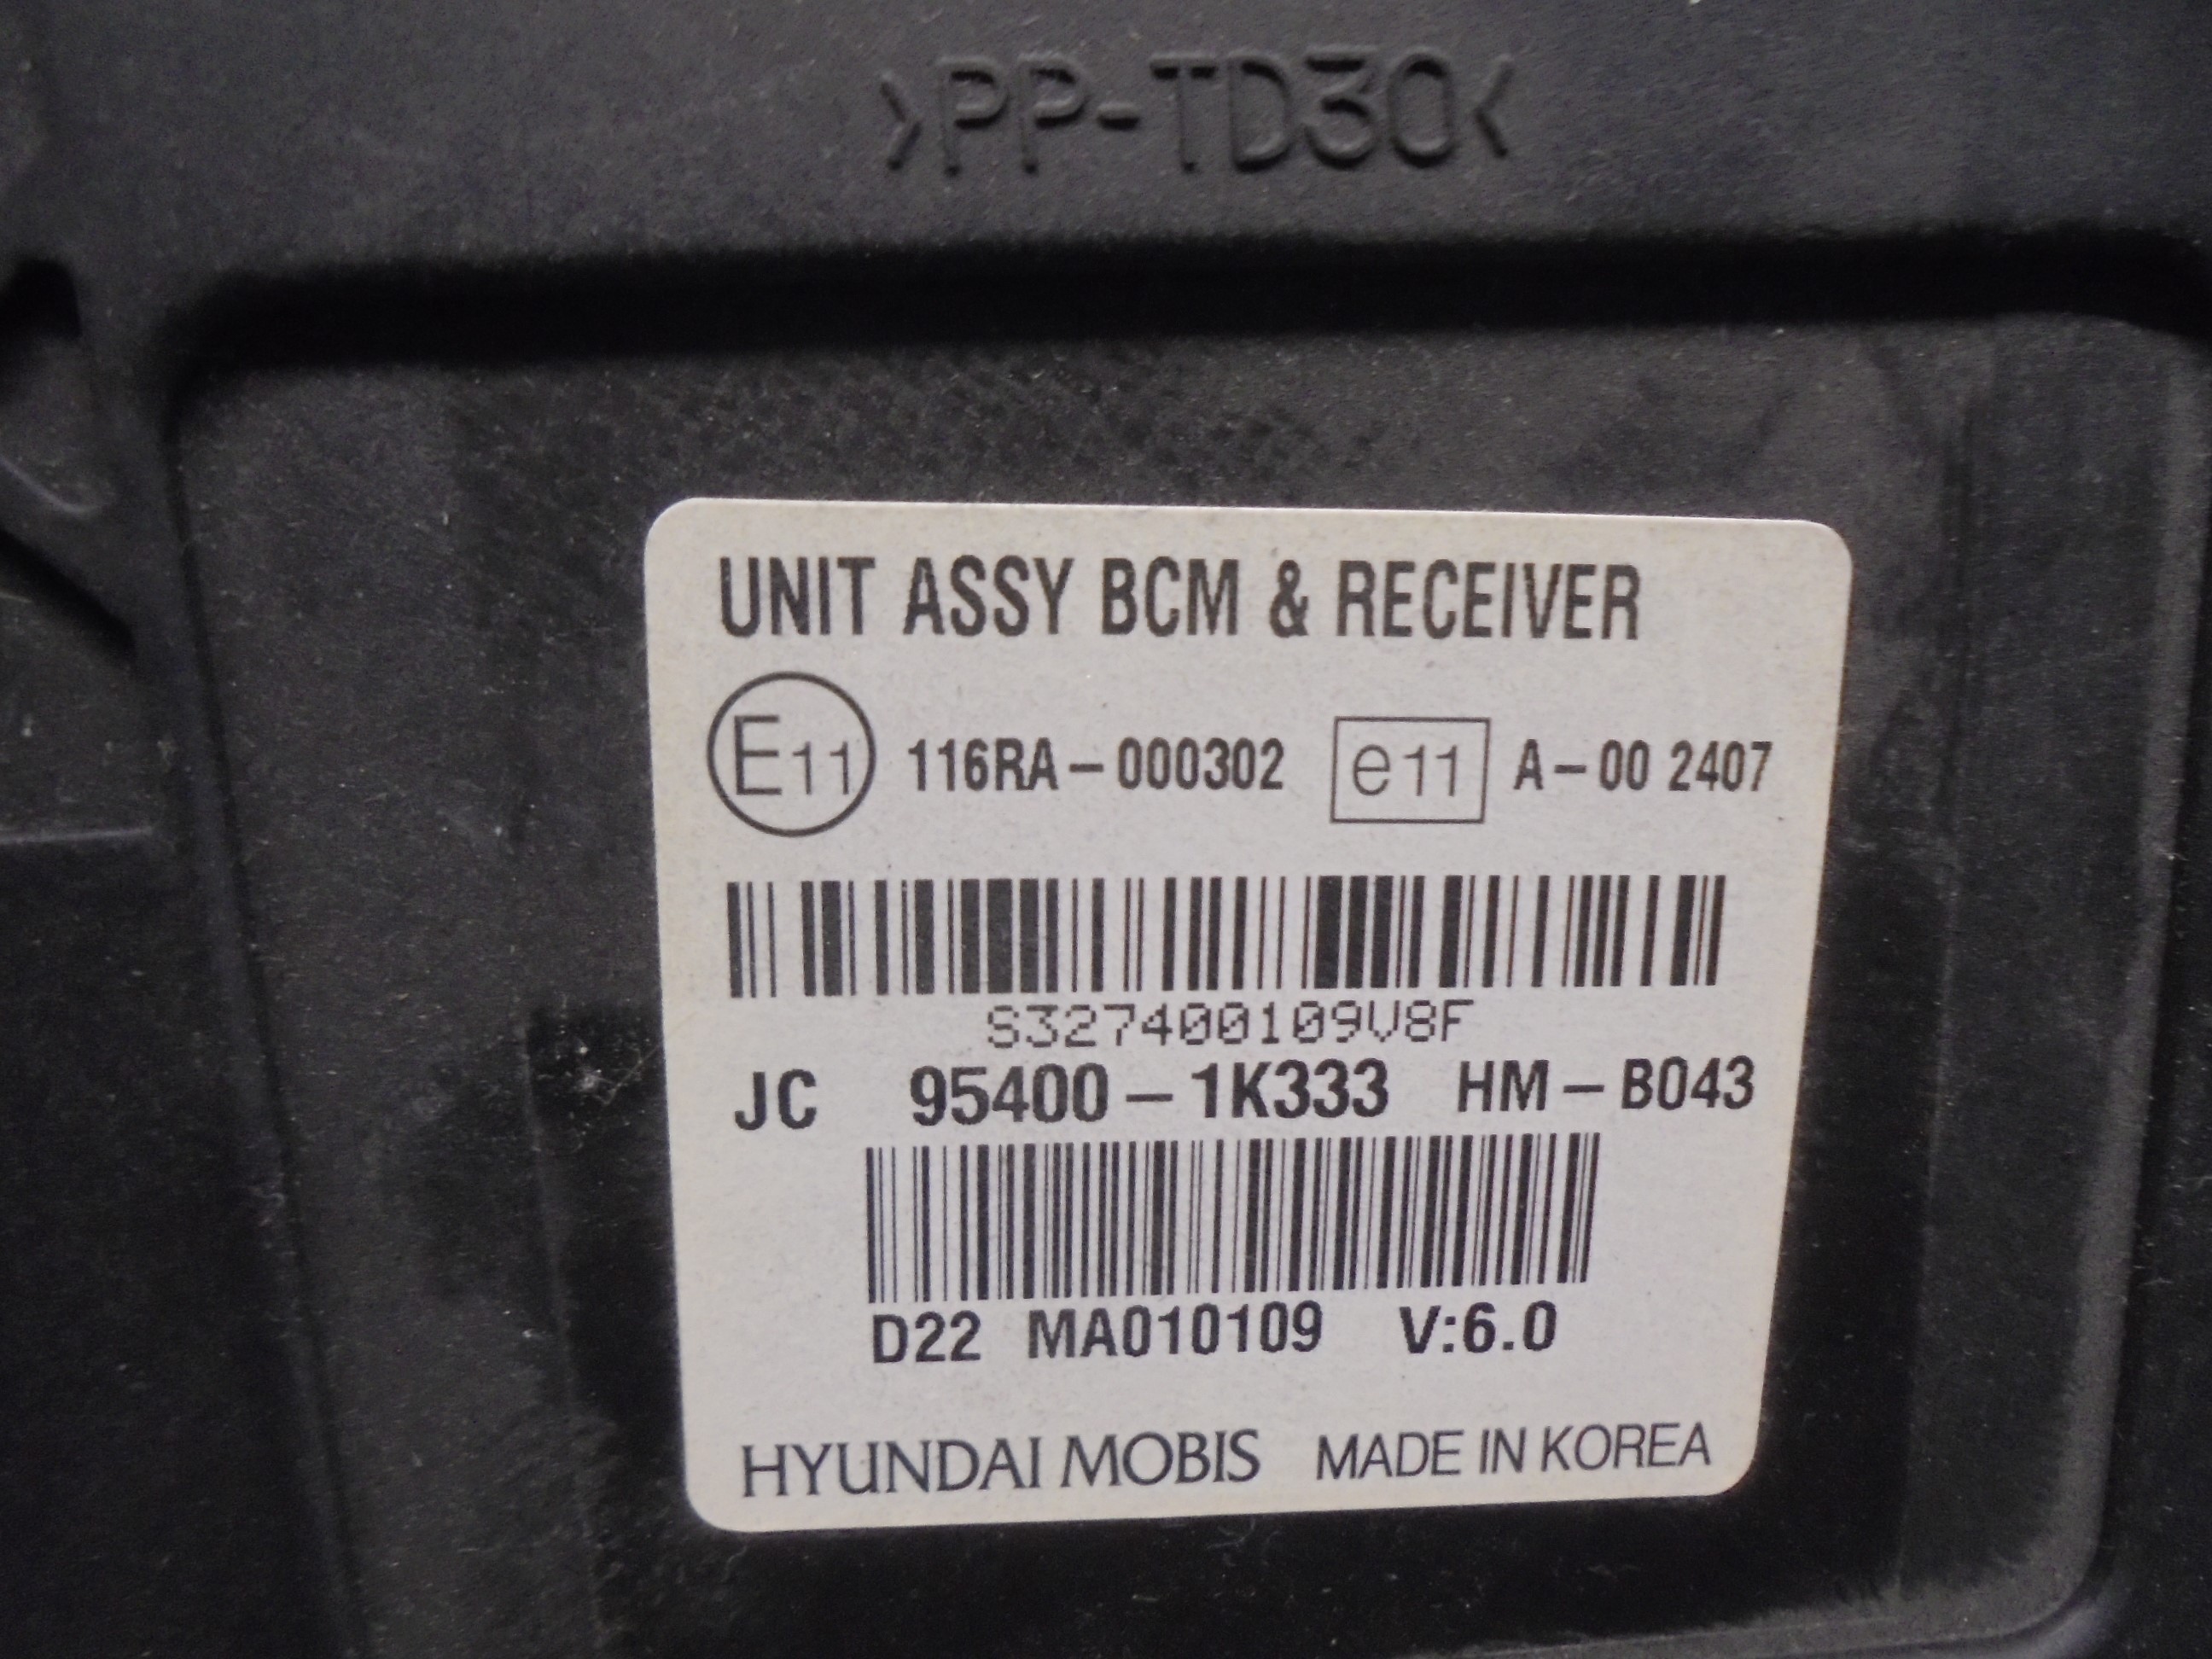 >PP-TD30<
UNIT ASSY BCM & RECEIVER
E11 116RA-000302 e11 A-00 2407
S327400109V8F
JC 95400-1K333 HM-B043
D22 MA010109 V:6.0
HYUNDAI MOBIS MADE IN KOREA